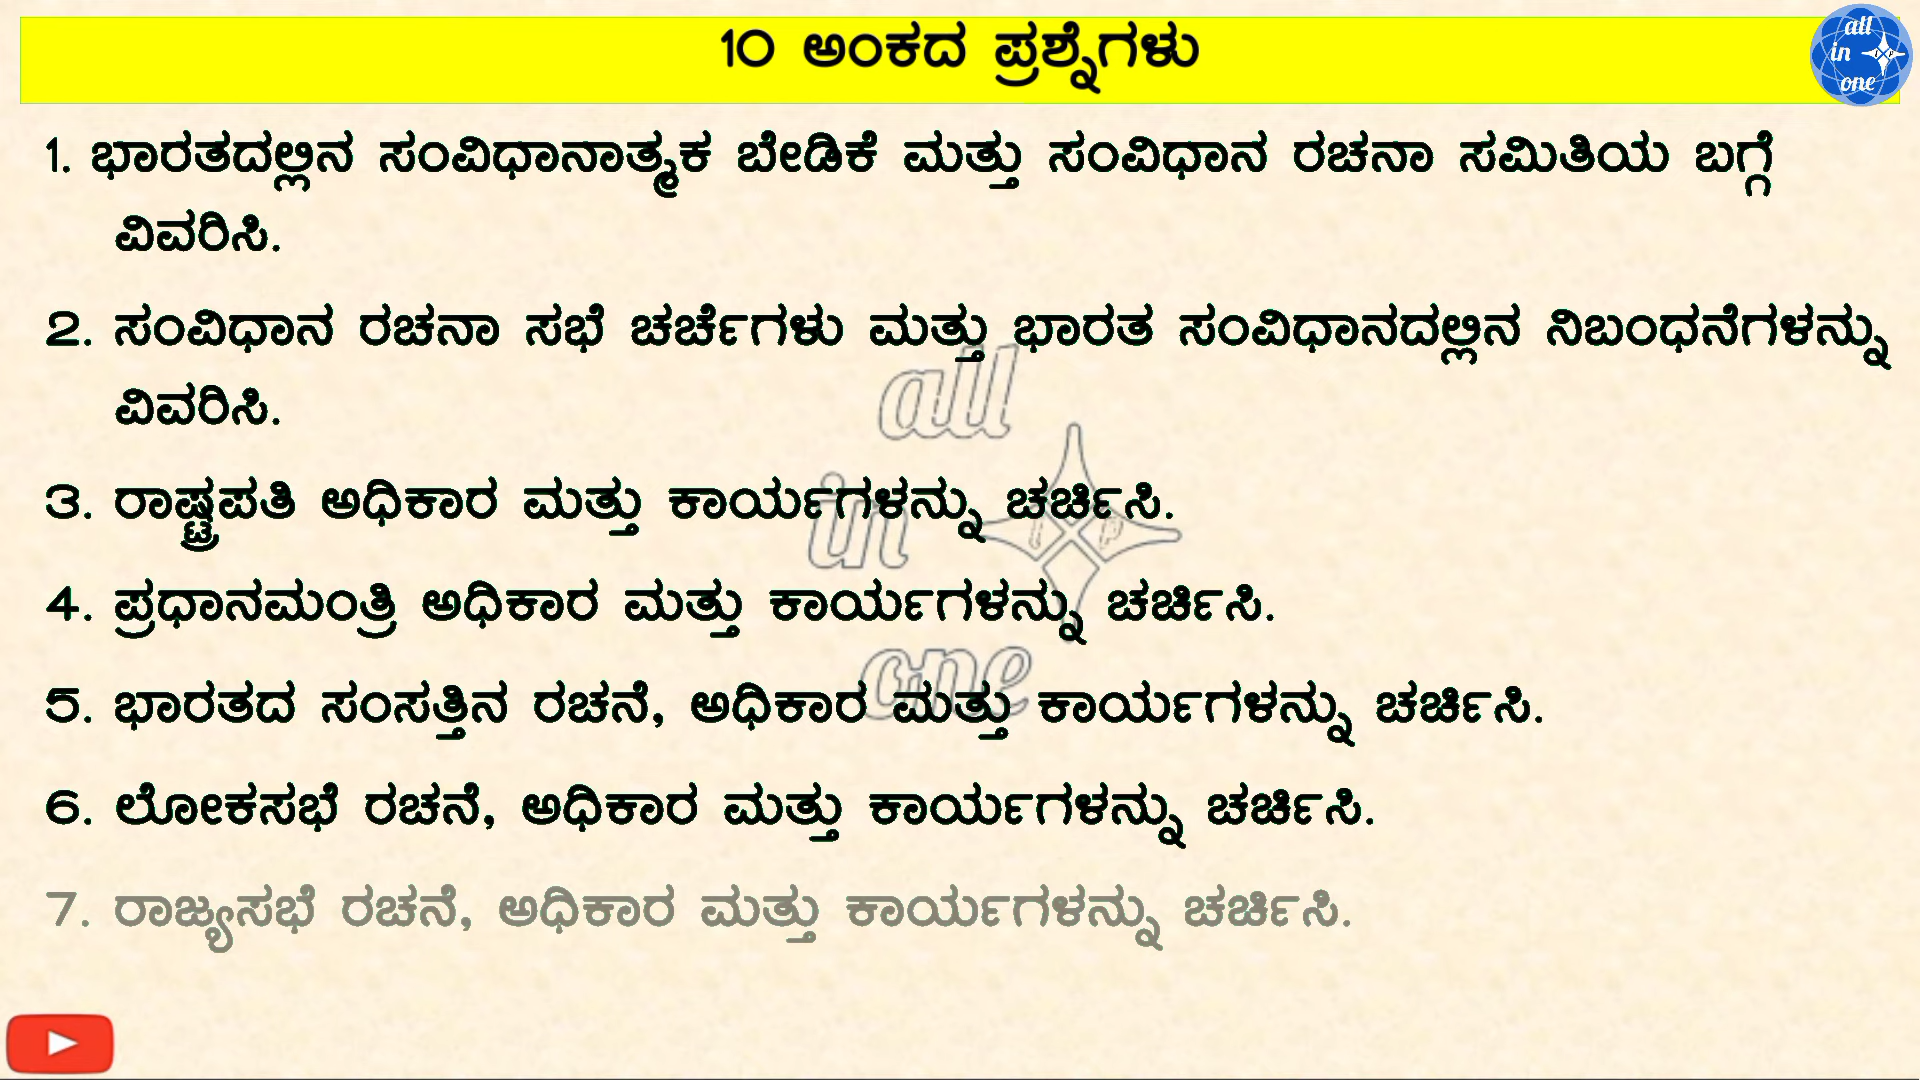 10 ಅಂಕದ ಪ್ರಶ್ನೆಗಳು
all
in
I P
one
1. ಭಾರತದಲ್ಲಿನ ಸಂವಿಧಾನಾತ್ಮಕ ಬೇಡಿಕೆ ಮತ್ತು ಸಂವಿಧಾನ ರಚನಾ ಸಮಿತಿಯ ಬಗ್ಗೆ
ವಿವರಿಸಿ.
2. ಸಂವಿಧಾನ ರಚನಾ ಸಭೆ ಚರ್ಚೆಗಳು ಮತ್ತು ಭಾರತ ಸಂವಿಧಾನದಲ್ಲಿನ ನಿಬಂಧನೆಗಳನ್ನು
ವಿವರಿಸಿ.
all
3. ರಾಷ್ಟ್ರಪತಿ ಅಧಿಕಾರ ಮತ್ತು ಕಾರ್ಯಗಳನ್ನು ಚರ್ಚಿಸಿ.
in
I P
4. ಪ್ರಧಾನಮಂತ್ರಿ ಅಧಿಕಾರ ಮತ್ತು ಕಾರ್ಯಗಳನ್ನು ಚರ್ಚಿಸಿ.
one
5. ಭಾರತದ ಸಂಸತ್ತಿನ ರಚನೆ, ಅಧಿಕಾರ ಮತ್ತು ಕಾರ್ಯಗಳನ್ನು ಚರ್ಚಿಸಿ.
6. ಲೋಕಸಭೆ ರಚನೆ, ಅಧಿಕಾರ ಮತ್ತು ಕಾರ್ಯಗಳನ್ನು ಚರ್ಚಿಸಿ.
7. ರಾಜ್ಯಸಭೆ ರಚನೆ, ಅಧಿಕಾರ ಮತ್ತು ಕಾರ್ಯಗಳನ್ನು ಚರ್ಚಿಸಿ.